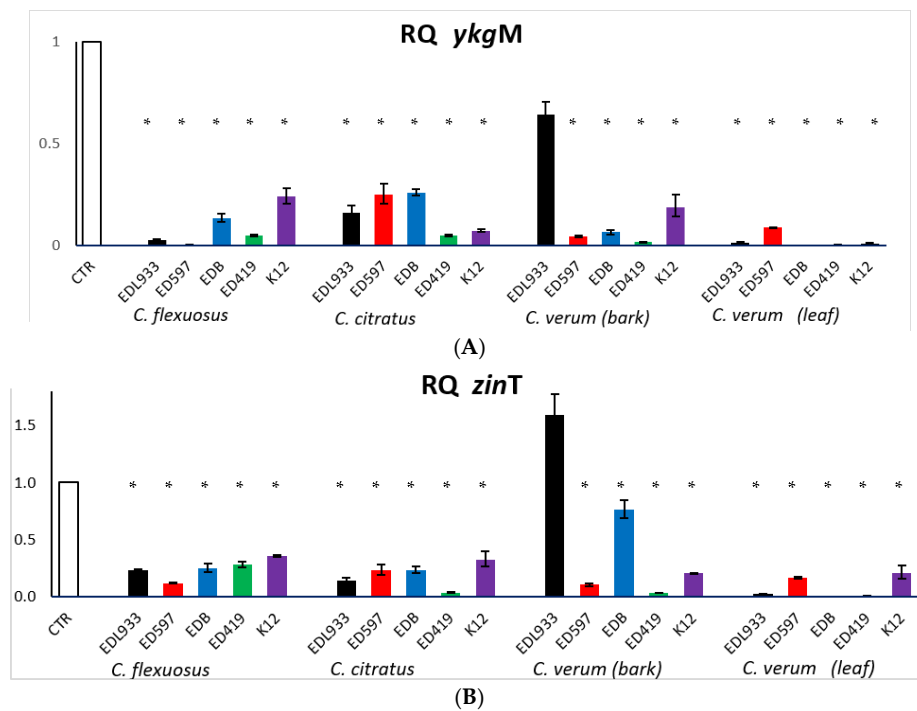 RQ ykgM
1
0.5
0
* * * * * * * * * * * * * * * * * * *
CTR EDL933 ED597 EDB ED419 K12 EDL933 ED597 EDB ED419 K12 EDL933 ED597 EDB ED419 K12 EDL933 ED597 EDB ED419 K12
C. flexuosus C. citratus C. verum (bark) C. verum (leaf)
(A)
RQ zinT
1.5
1.0
0.5
0.0
* * * * * * * * * * * * * * * * * * *
CTR EDL933 ED597 EDB ED419 K12 EDL933 ED597 EDB ED419 K12 EDL933 ED597 EDB ED419 K12 EDL933 ED597 EDB ED419 K12
C. flexuosus C. citratus C. verum (bark) C. verum (leaf)
(B)